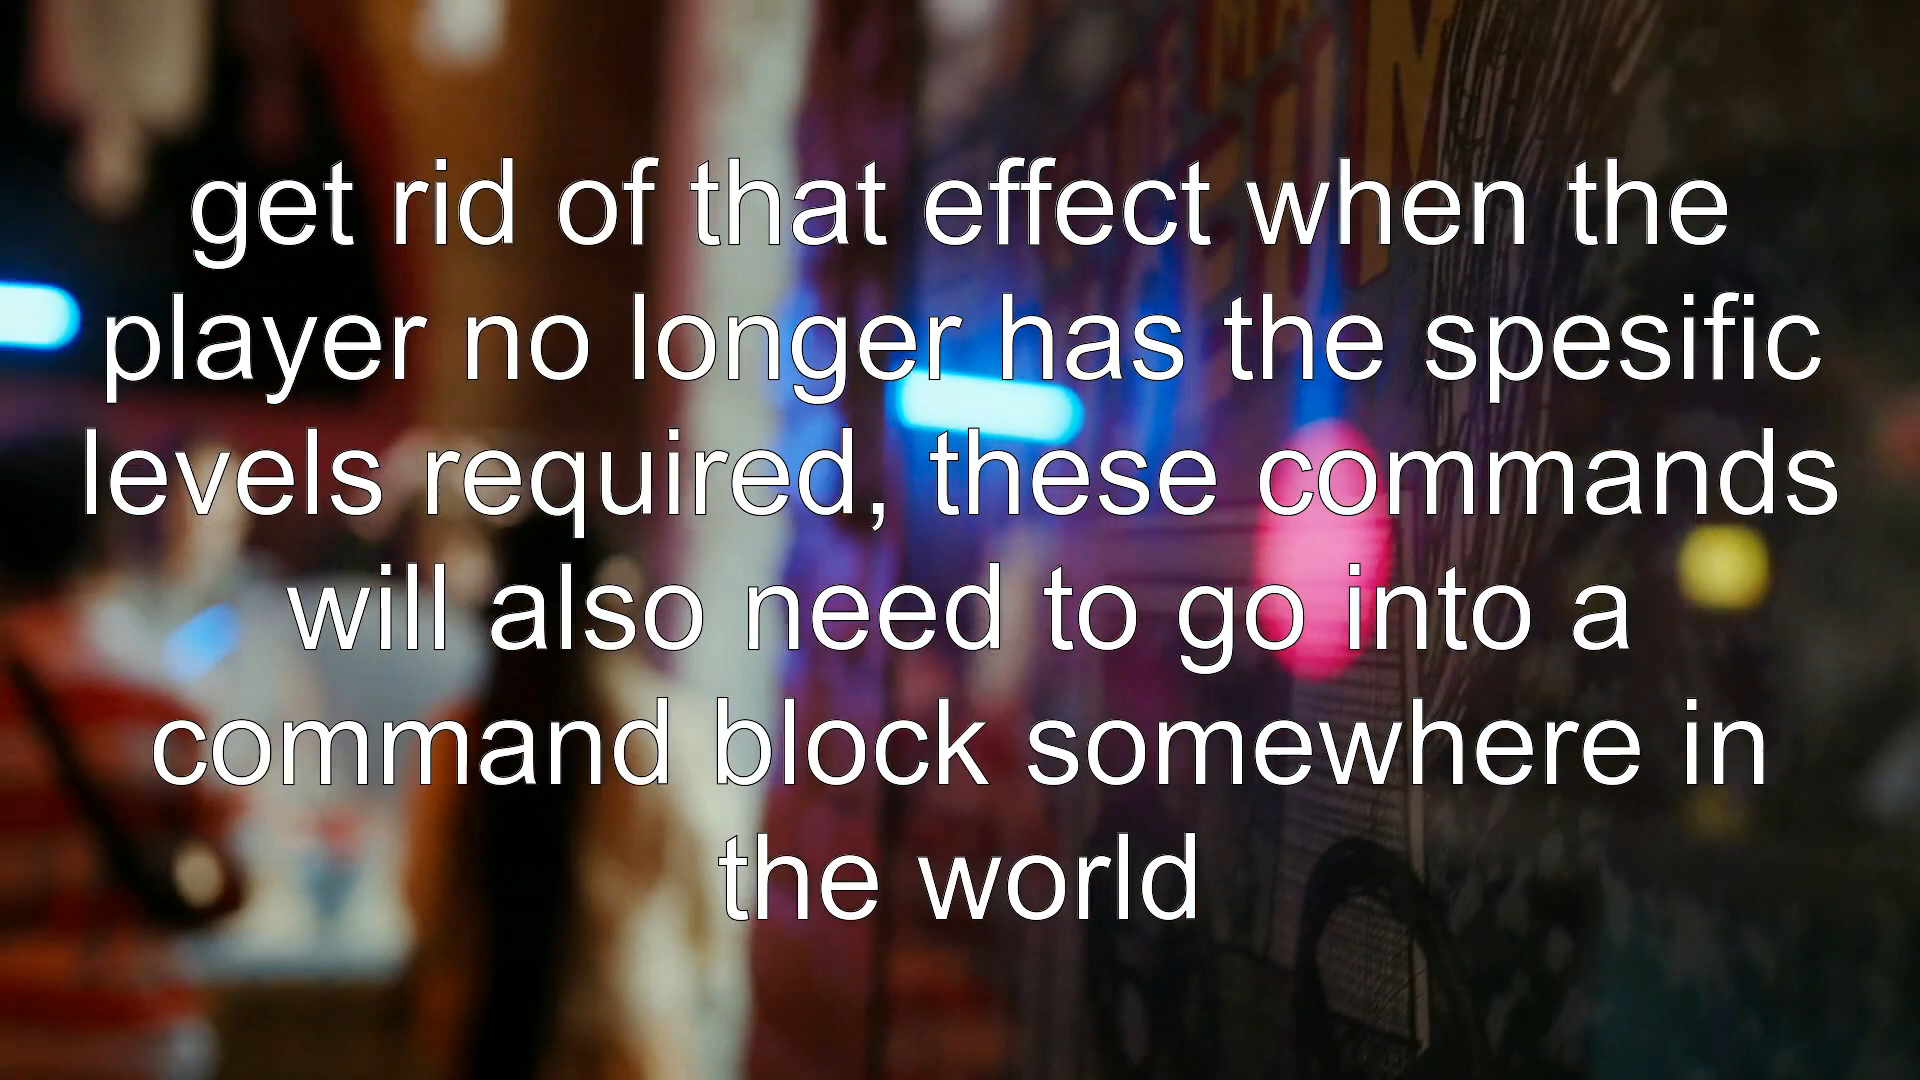 get rid of that effect when the
player no longer has the spesific
levels required, these commands
will also need to go into a
command block somewhere in
the world